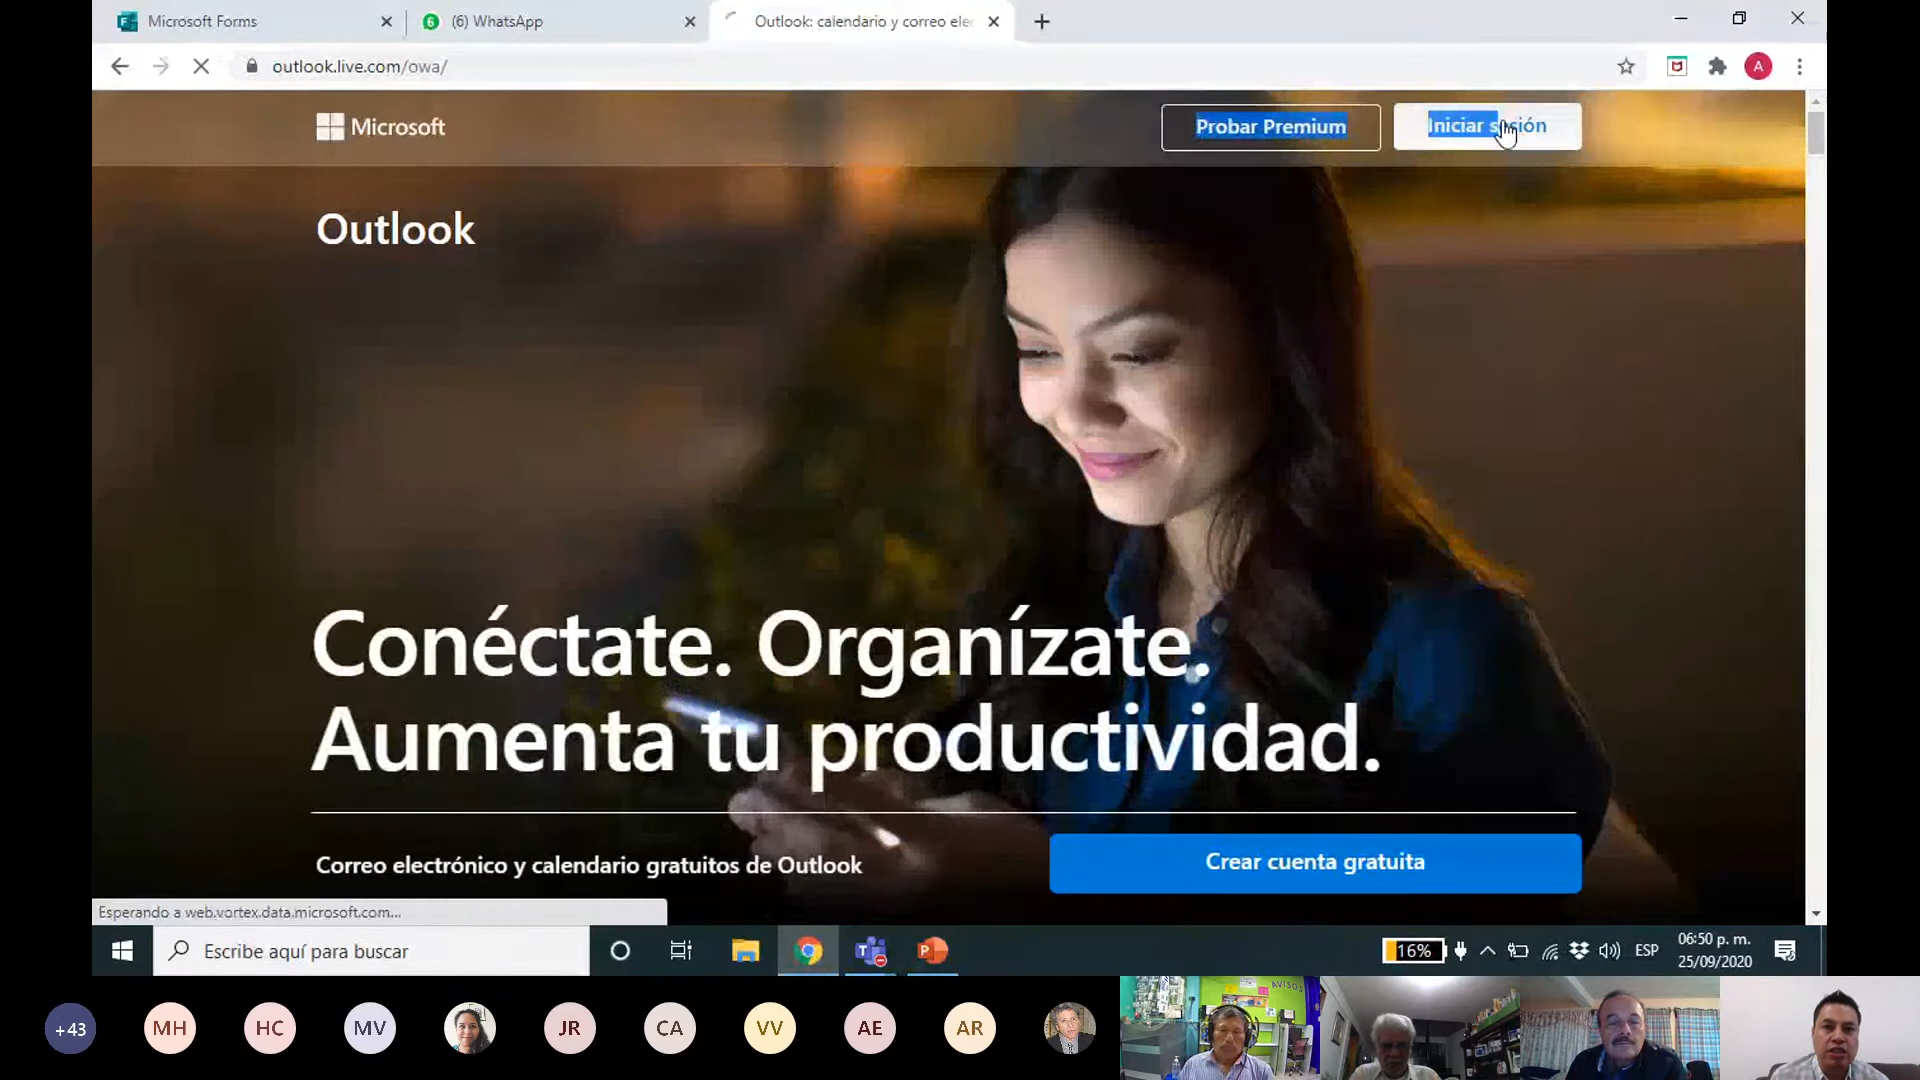 Microsoft Forms
6 (6) WhatsApp
Outlook: calendario y correo ele
outlook.live.com/owa/
A
Microsoft
Probar Premium
Iniciar sesión
Outlook
Conéctate. Organízate.
Aumenta tu productividad.
Correo electrónico y calendario gratuitos de Outlook
Crear cuenta gratuita
Esperando a web.vortex.data.microsoft.com...
Escribe aquí para buscar
16%
ESP
06:50 p. m.
25/09/2020
+43
MH
HC
MV
JR
CA
VV
AE
AR
AVISOS